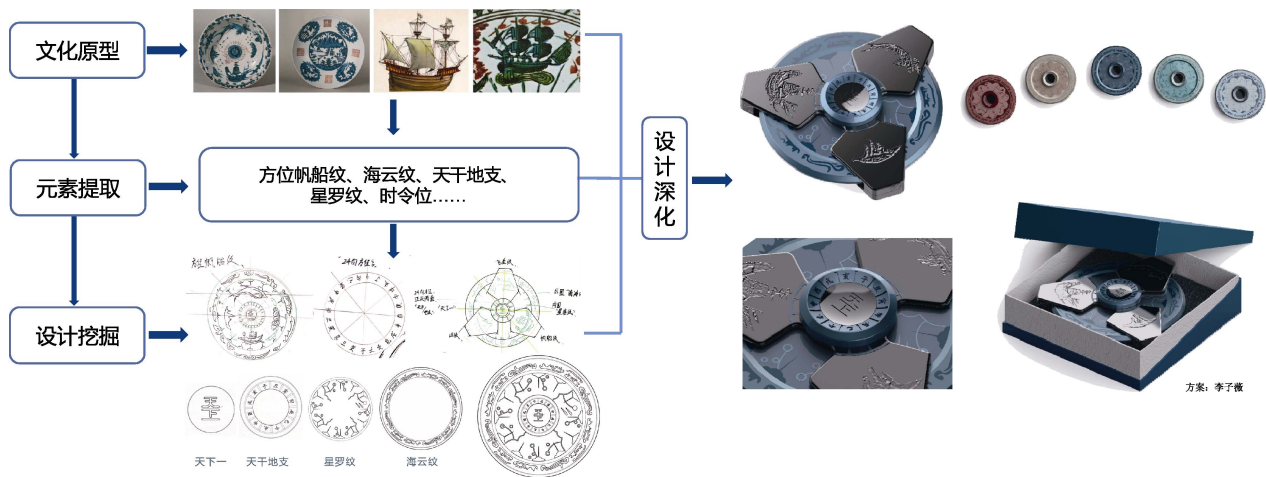 文化原型
元素提取
方位帆船纹、海云纹、天干地支、
星罗纹、时令位……
设计挖掘
天下一
天干地支
星罗纹
海云纹
设计深化
方案：李子薇